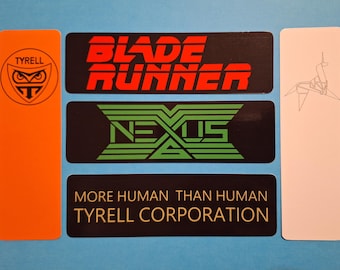 TYRELL
BLADE
RUNNER
NEXUS
6
MORE HUMAN THAN HUMAN
TYRELL CORPORATION